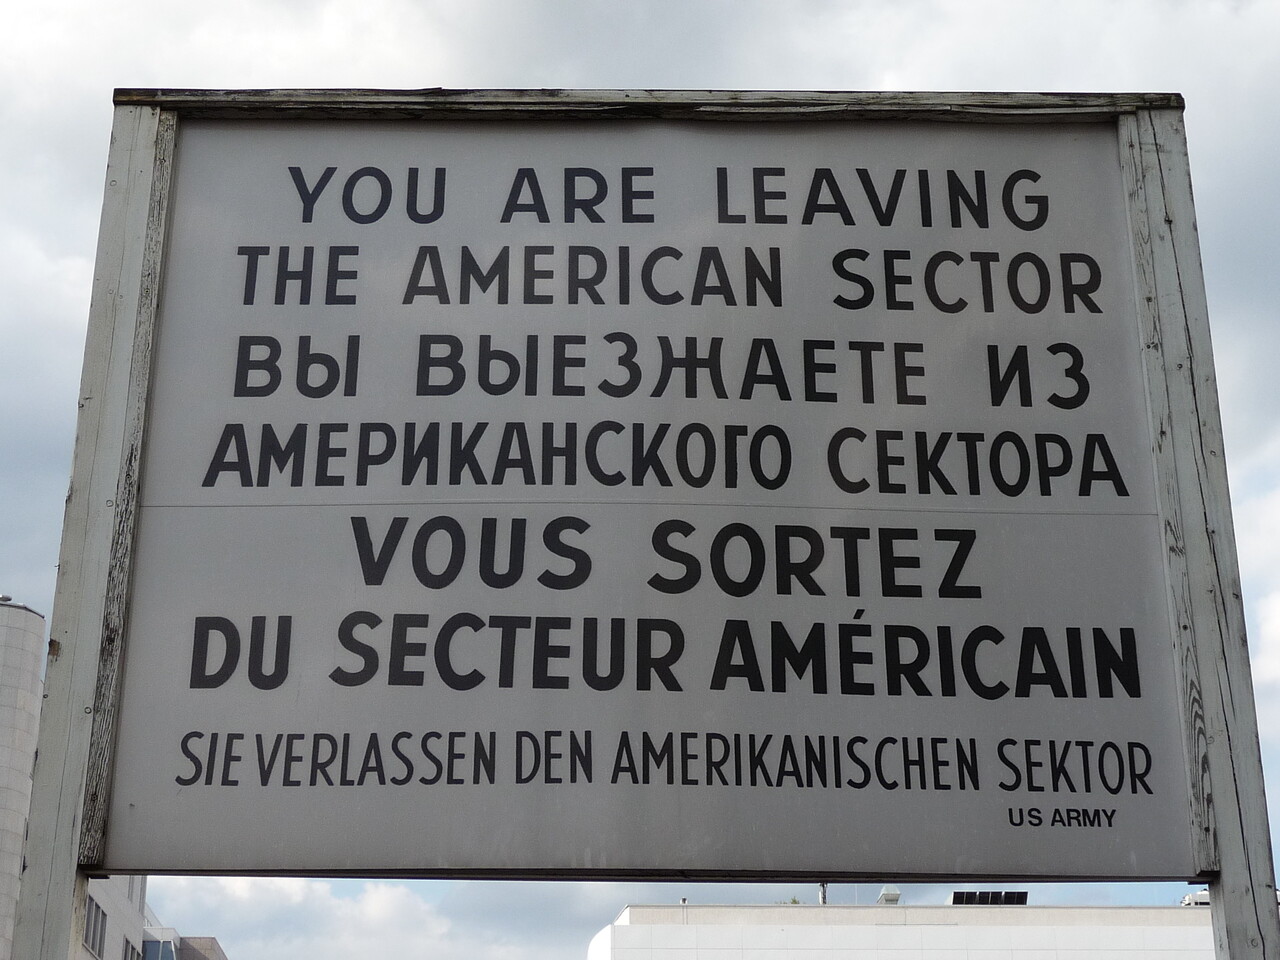 YOU ARE LEAVING
THE AMERICAN SECTOR
ВЫ ВЫЕЗЖАЕТЕ ИЗ
АМЕРИКАНСКОГО СЕКТОРА
VOUS SORTEZ
DU SECTEUR AMÉRICAIN
SIE VERLASSEN DEN AMERIKANISCHEN SEKTOR
US ARMY